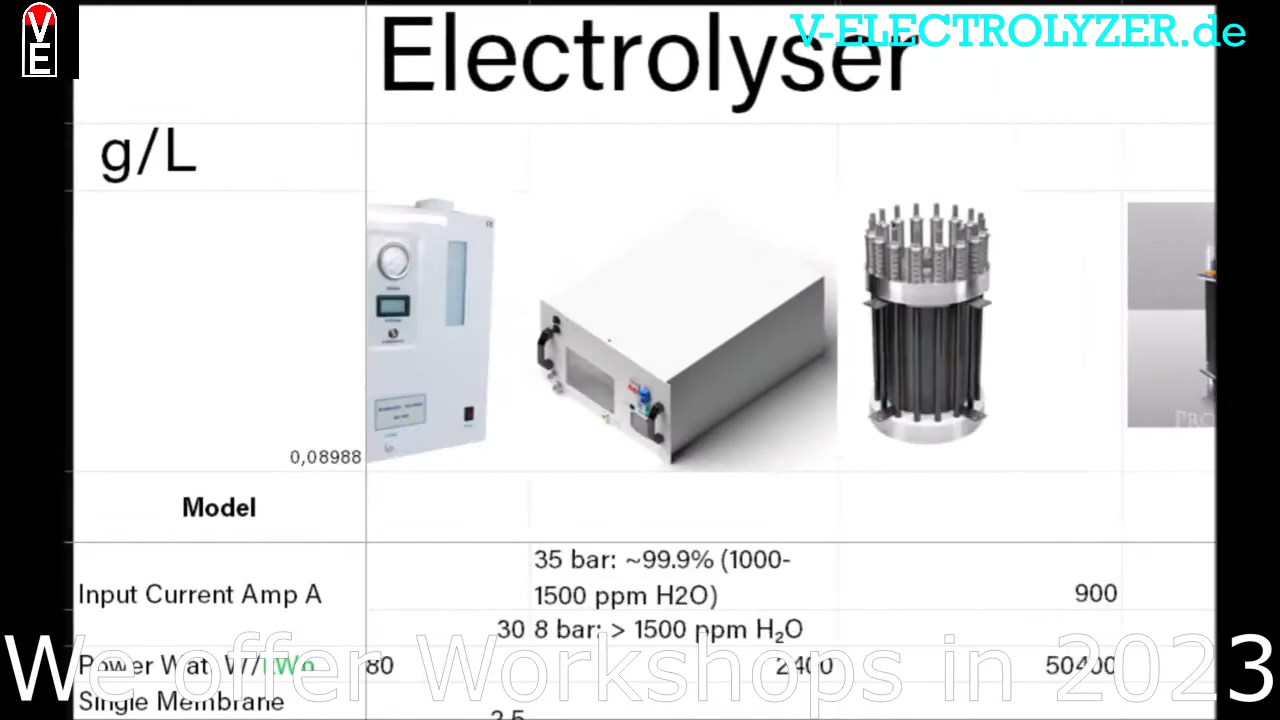 V
E
V-ELECTROLYZER.de
Electrolyser
g/L
0,08988
Model
35 bar: ~99.9% (1000-
1500 ppm H2O)
Input Current Amp A
900
30
8 bar: > 1500 ppm H₂O
We offer Workshops in 2023
80
2400
50400
Single Membrane